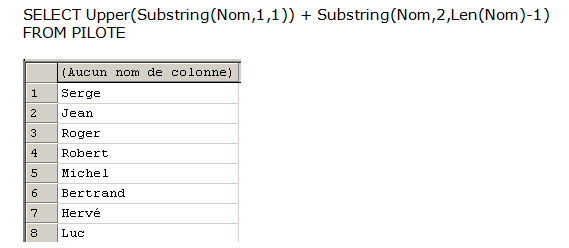 SELECT Upper(Substring(Nom,1,1)) + Substring(Nom,2,Len(Nom)-1)
FROM PILOTE
(Aucun nom de colonne)
1 Serge
2 Jean
3 Roger
4 Robert
5 Michel
6 Bertrand
7 Hervé
8 Luc